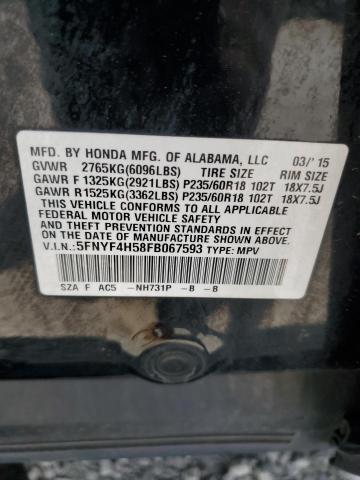 MFD. BY HONDA MFG. OF ALABAMA, LLC 03/'15
GVWR 2765KG(6096LBS) TIRE SIZE RIM SIZE
GAWR F 1325KG(2921LBS) P235/60R18 102T 18X7.5J
GAWR R 1525KG(3362LBS) P235/60R18 102T 18X7.5J
THIS VEHICLE CONFORMS TO ALL APPLICABLE
FEDERAL MOTOR VEHICLE SAFETY AND THEFT
PREVENTION STANDARDS IN EFFECT ON THE DATE
OF MANUFACTURE SHOWN ABOVE.
V.I.N.: 5FNYF4H58FB067593 TYPE: MPV
SZA F AC5 -NH731P -B -B